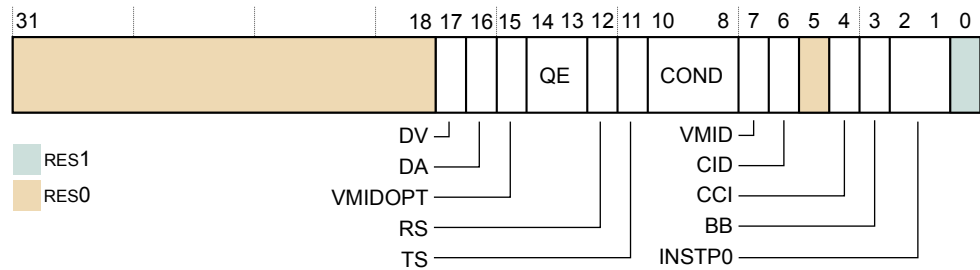 31 18 17 16 15 14 13 12 11 10 8 7 6 5 4 3 2 1 0
QE COND
DV VMID
DA CID
VMIDOPT CCI
RS BB
TS INSTP0
RES1
RES0